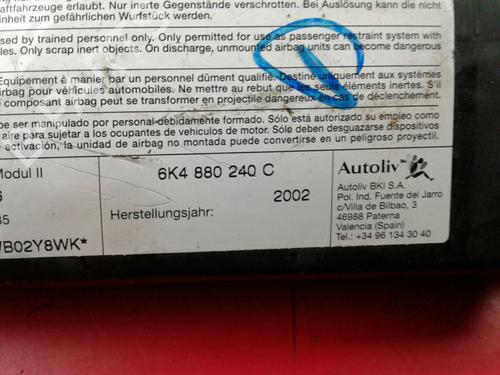 aftfahrzeuge erlaubt. Nur inerte Gegenstände verschrotten. Bei Auslösung kann die
einem gefährlichen Wurfstück werden.
sed by trained personnel only. Only permitted for use as passenger restraint system with
les. Only scrap inert objects. On discharge, unmounted airbag units can become dangerous
Equipement à manier par un personnel dûment qualifié. Destiné uniquement aux systèmes
irbag pour véhicules automobiles. Ne mettre au rebut que les seuls éléments inertes. S'il
composant airbag peut se transformer en projectile dangereux en cas de déclenchement.
be ser manipulado por personal debidamente formado. Sólo está autorizado su empleo como
aire para sujetar a los ocupantes de vehículos de motor. Sólo deben desguazarse dispositivos
activación, la unidad de airbag no montada puede convertirse en un peligroso proyectil.
Modul II
6K4 880 240 C
Autoliv
6
2002
Autoliv BKI S.A.
Pol. Ind. Fuente del Jarro
35
Herstellungsjahr:
c/Villa de Bilbao, 3
46988 Paterna
WB02Y8WK*
Valencia (Spain)
Tel.: +34 96 134 30 40